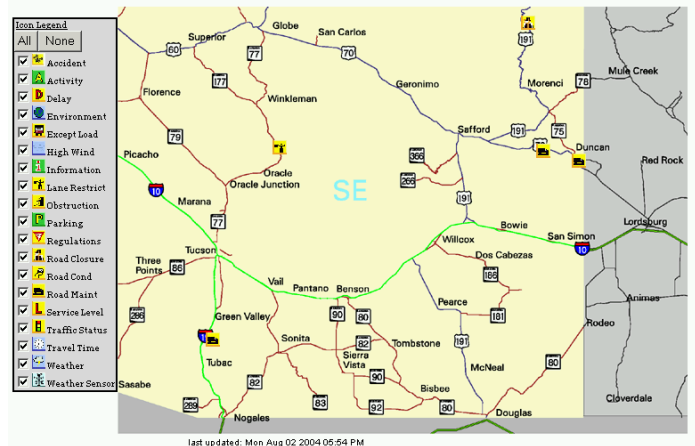 Icon Legend
All None
Accident
Activity
Delay
Environment
Except Load
High Wind
Information
Lane Restrict
Obstruction
Parking
Regulations
Road Closure
Road Cond
Road Maint
Service Level
Traffic Status
Travel Time
Weather
Weather Sensor
Superior
Globe
San Carlos
191
191
60
77
70
Geronimo
Morenci
78
Mule Creek
177
Winkleman
Florence
Safford
191
75
Duncan
79
366
Picacho
Oracle
Oracle Junction
266
Red Rock
SE
10
Marana
191
77
Bowie
Lordsburg
Willcox
San Simon
10
Tucson
Dos Cabezas
Three
Points
86
Vail
Pantano
Benson
186
Animas
286
Green Valley
90
80
Pearce
181
Rodeo
Sonita
82
Tombstone
191
Sierra
Vista
Tubac
80
McNeal
90
Sasabe
82
Bisbee
83
92
80
Cloverdale
289
Nogales
Douglas
last updated: Mon Aug 02 2004 05:54 PM